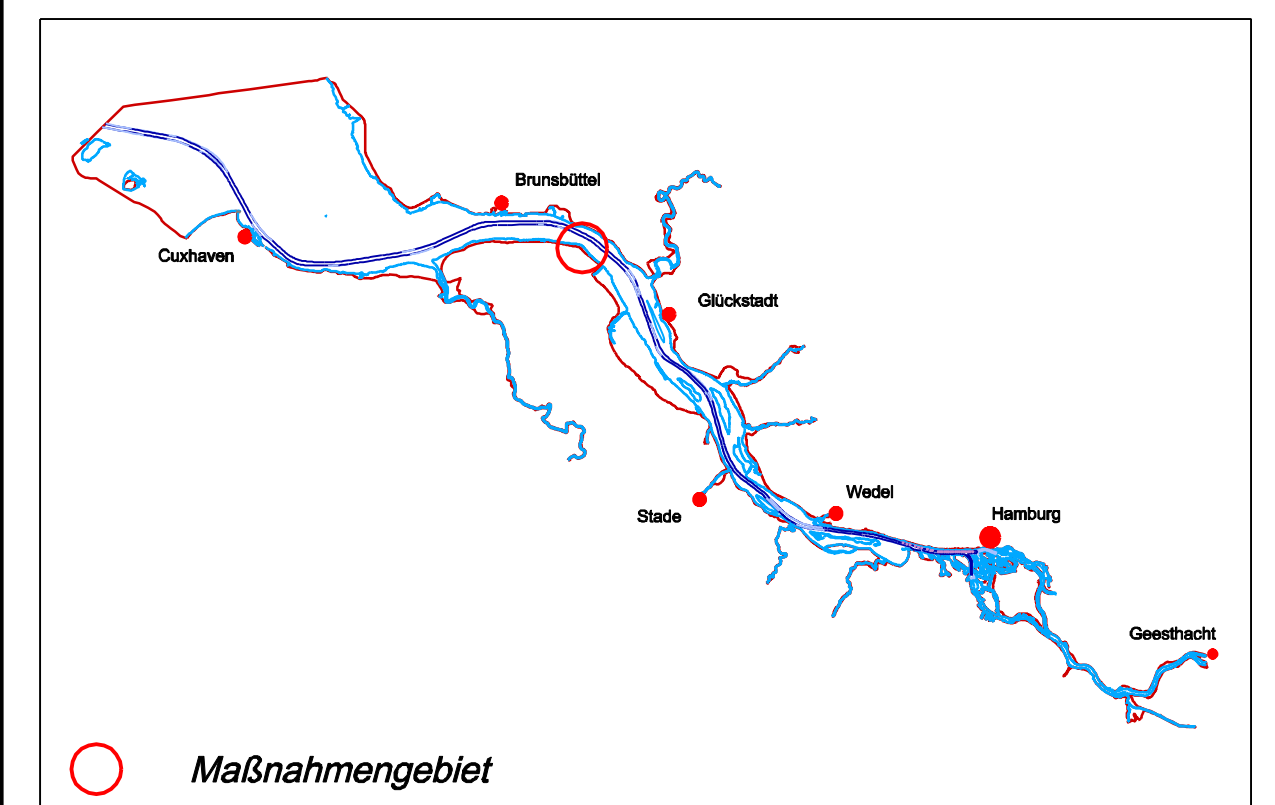 Brunsbüttel
Cuxhaven
Glückstadt
Wedel
Stade
Hamburg
Geesthacht
Maßnahmengebiet